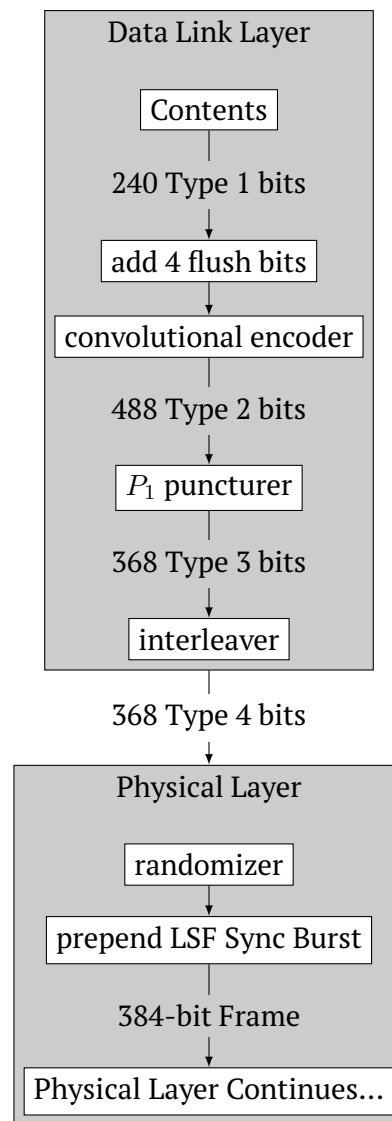 Data Link Layer
Contents
240 Type 1 bits
add 4 flush bits
convolutional encoder
488 Type 2 bits
P₁ puncturer
368 Type 3 bits
interleaver
368 Type 4 bits
Physical Layer
randomizer
prepend LSF Sync Burst
384-bit Frame
Physical Layer Continues...